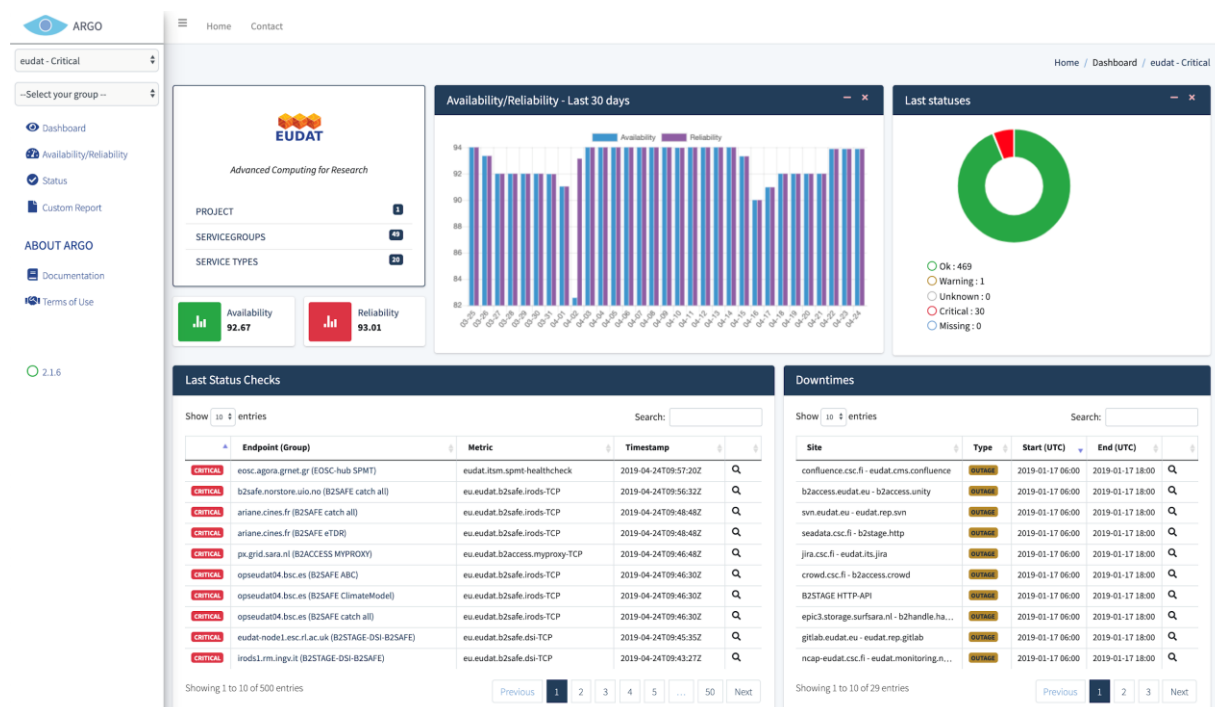 ARGO
Home Contact
eudat - Critical
--Select your group --
Dashboard
Availability/Reliability
Status
Custom Report
ABOUT ARGO
Documentation
Terms of Use
2.1.6
Home / Dashboard / eudat - Critical
EUDAT
Advanced Computing for Research
PROJECT 1
SERVICEGROUPS 49
SERVICE TYPES 20
Availability
92.67
Reliability
93.01
Availability/Reliability - Last 30 days
Availability Reliability
94
92
90
88
86
84
82
03-25 03-26 03-27 03-28 03-29 03-30 03-31 04-01 04-02 04-03 04-04 04-05 04-06 04-07 04-08 04-09 04-10 04-11 04-12 04-13 04-14 04-15 04-16 04-17 04-18 04-19 04-20 04-21 04-22 04-23 04-24
Last statuses
Ok : 469
Warning : 1
Unknown : 0
Critical : 30
Missing : 0
Last Status Checks
Show 10 entries Search:
Endpoint (Group) Metric Timestamp
CRITICAL eosc.agora.grnet.gr (EOSC-hub SPMT) eudat.itsm.spmt-healthcheck 2019-04-24T09:57:20Z
CRITICAL b2safe.norstore.uio.no (B2SAFE catch all) eu.eudat.b2safe.irods-TCP 2019-04-24T09:56:32Z
CRITICAL ariane.cines.fr (B2SAFE catch all) eu.eudat.b2safe.irods-TCP 2019-04-24T09:48:48Z
CRITICAL ariane.cines.fr (B2SAFE eTDR) eu.eudat.b2safe.irods-TCP 2019-04-24T09:48:48Z
CRITICAL px.grid.sara.nl (B2ACCESS MYPROXY) eu.eudat.b2access.myproxy-TCP 2019-04-24T09:46:48Z
CRITICAL opseudat04.bsc.es (B2SAFE ABC) eu.eudat.b2safe.irods-TCP 2019-04-24T09:46:30Z
CRITICAL opseudat04.bsc.es (B2SAFE ClimateModel) eu.eudat.b2safe.irods-TCP 2019-04-24T09:46:30Z
CRITICAL opseudat04.bsc.es (B2SAFE catch all) eu.eudat.b2safe.irods-TCP 2019-04-24T09:46:30Z
CRITICAL eudat-node1.esc.rl.ac.uk (B2STAGE-DSI-B2SAFE) eu.eudat.b2safe.dsi-TCP 2019-04-24T09:45:35Z
CRITICAL irods1.rm.ingv.it (B2STAGE-DSI-B2SAFE) eu.eudat.b2safe.dsi-TCP 2019-04-24T09:43:27Z
Showing 1 to 10 of 500 entries Previous 1 2 3 4 5 ... 50 Next
Downtimes
Show 10 entries Search:
Site Type Start (UTC) End (UTC)
confluence.csc.fi - eudat.cms.confluence OUTAGE 2019-01-17 06:00 2019-01-17 18:00
b2access.eudat.eu - b2access.unity OUTAGE 2019-01-17 06:00 2019-01-17 18:00
svn.eudat.eu - eudat.rep.svn OUTAGE 2019-01-17 06:00 2019-01-17 18:00
seadata.csc.fi - b2stage.http OUTAGE 2019-01-17 06:00 2019-01-17 18:00
jira.csc.fi - eudat.its.jira OUTAGE 2019-01-17 06:00 2019-01-17 18:00
crowd.csc.fi - b2access.crowd OUTAGE 2019-01-17 06:00 2019-01-17 18:00
B2STAGE HTTP-API OUTAGE 2019-01-17 06:00 2019-01-17 18:00
epic3.storage.surfsara.nl - b2handle.ha... OUTAGE 2019-01-17 06:00 2019-01-17 18:00
gitlab.eudat.eu - eudat.rep.gitlab OUTAGE 2019-01-17 06:00 2019-01-17 18:00
ncap-eudat.csc.fi - eudat.monitoring.n... OUTAGE 2019-01-17 06:00 2019-01-17 18:00
Showing 1 to 10 of 29 entries Previous 1 2 3 Next